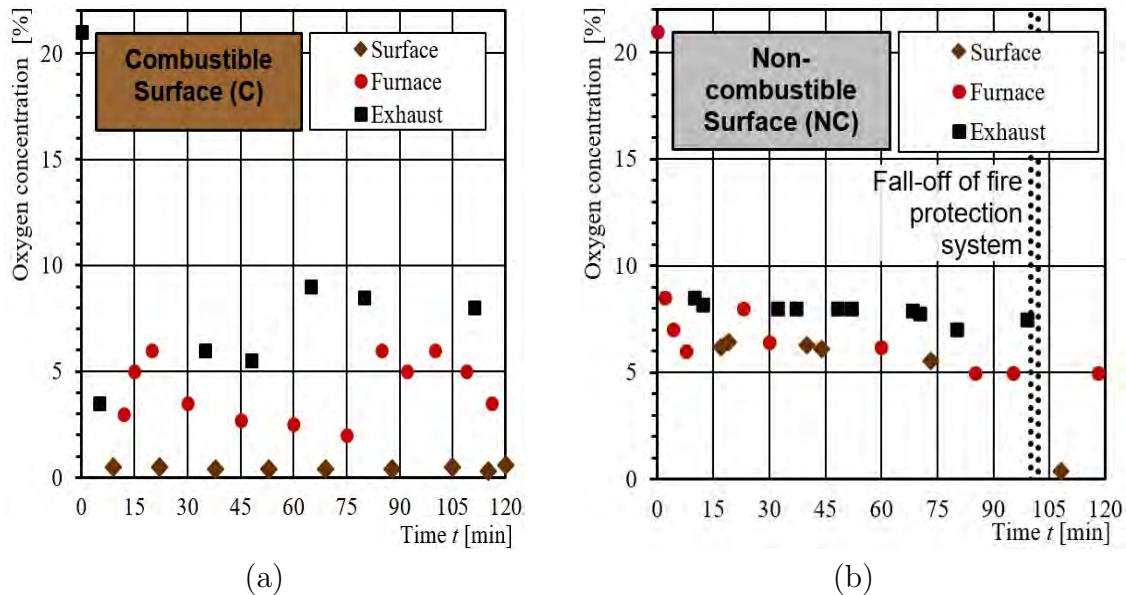 Oxygen concentration [%]
20
15
10
5
0
Combustible
Surface (C)
Surface
Furnace
Exhaust
0 15 30 45 60 75 90 105 120
Time t [min]
(a)
Oxygen concentration [%]
20
15
10
5
0
Non-
combustible
Surface (NC)
Surface
Furnace
Exhaust
Fall-off of fire
protection
system
0 15 30 45 60 75 90 105 120
Time t [min]
(b)